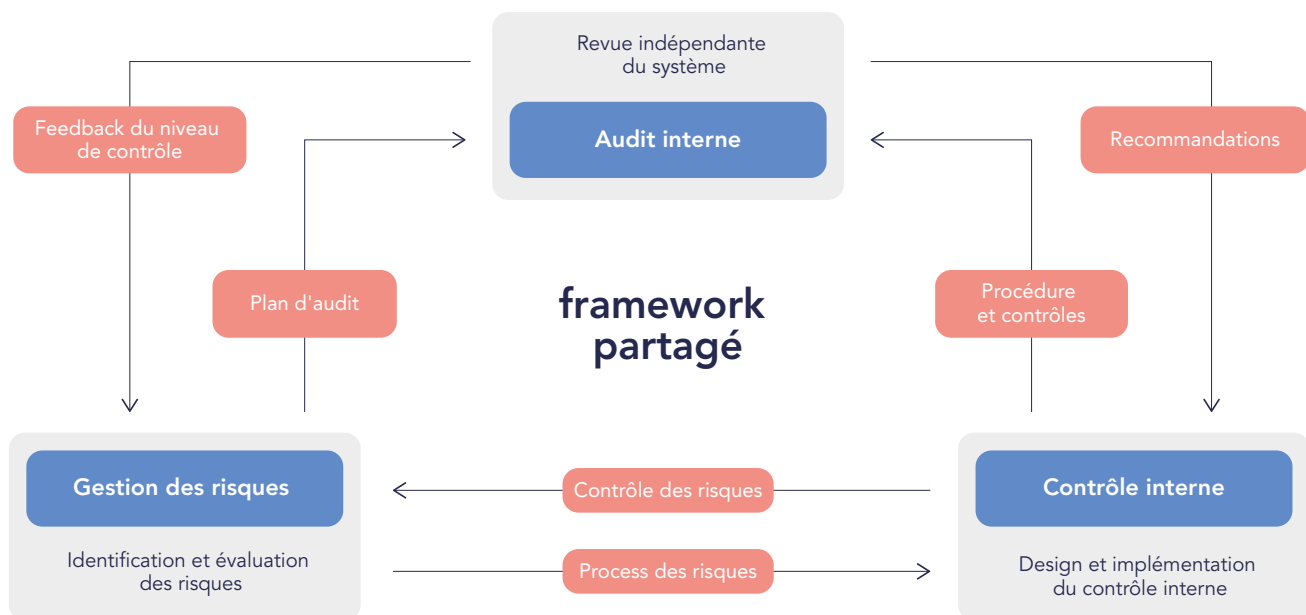 Revue indépendante
du système
Audit interne
Feedback du niveau
de contrôle
Recommandations
Plan d'audit
framework
partagé
Procédure
et contrôles
Gestion des risques
Identification et évaluation
des risques
Contrôle des risques
Process des risques
Contrôle interne
Design et implémentation
du contrôle interne